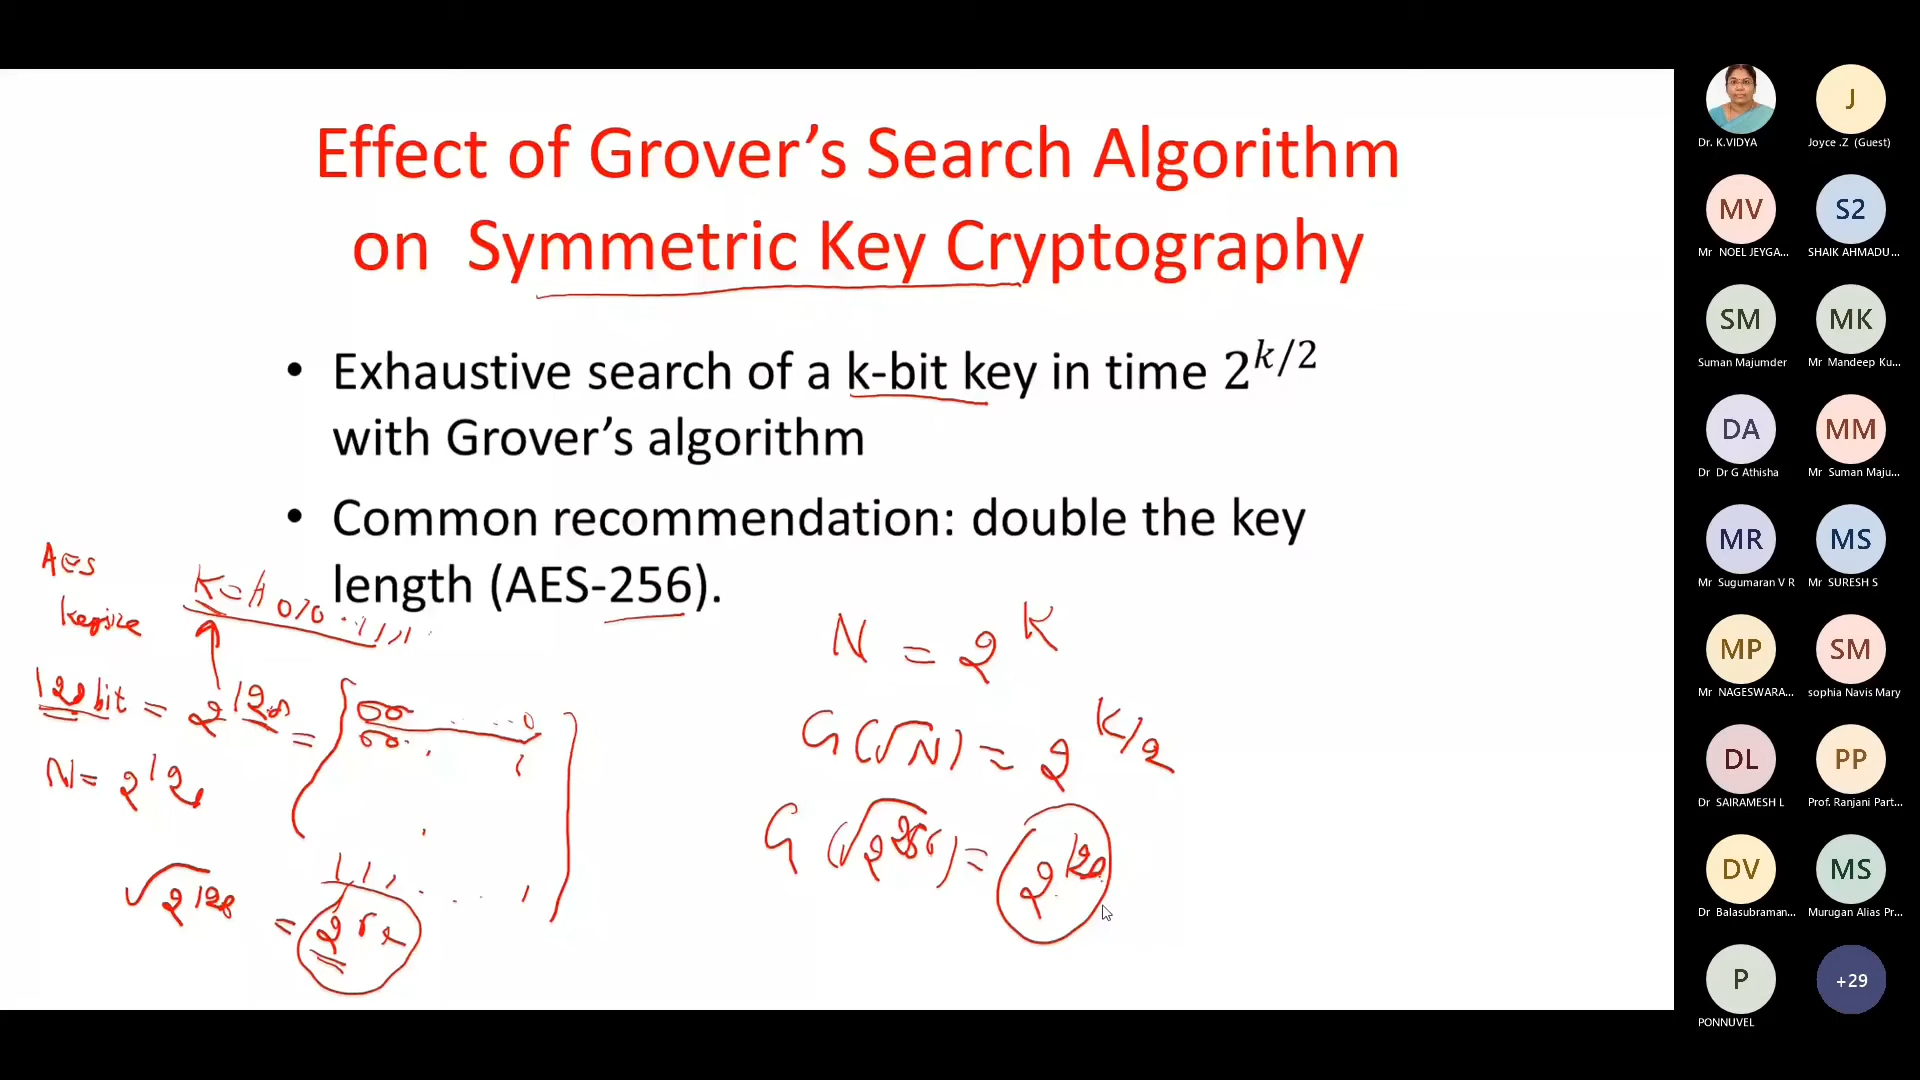 Effect of Grover’s Search Algorithm
on Symmetric Key Cryptography
• Exhaustive search of a k-bit key in time 2^{k/2}
with Grover’s algorithm
• Common recommendation: double the key
length (AES-256).
AES
keysize
128 bit = 2^128 =
N = 2^128
√2^128 = 2^64
N = 2^K
G(√N) = 2^{K/2}
G(√2^256) = 2^128
Dr. K.VIDYA
J
Joyce .Z (Guest)
MV
Mr NOEL JEYGA...
S2
SHAIK AHMADU...
SM
Suman Majumder
MK
Mr Mandeep Ku...
DA
Dr Dr G Athisha
MM
Mr Suman Maju...
MR
Mr Sugumaran V R
MS
Mr SURESH S
MP
Mr NAGESWARA...
SM
sophia Navis Mary
DL
Dr SAIRAMESH L
PP
Prof. Ranjani Part...
DV
Dr Balasubraman...
MS
Murugan Alias Pr...
P
PONNUVEL
+29